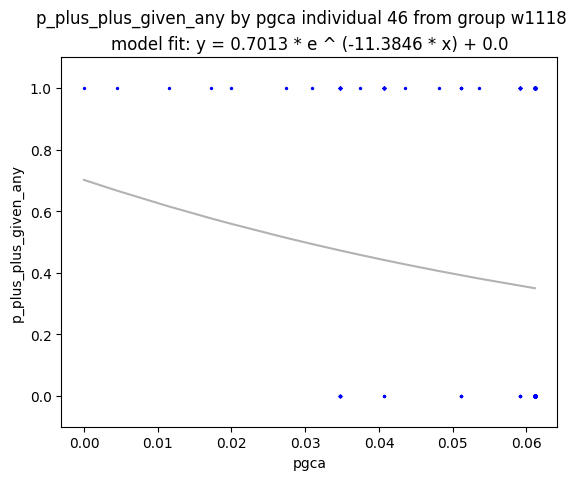 p_plus_plus_given_any by pgca individual 46 from group w1118
model fit: y = 0.7013 * e ^ (-11.3846 * x) + 0.0
1.0
0.8
0.6
0.4
0.2
0.0
p_plus_plus_given_any
0.00 0.01 0.02 0.03 0.04 0.05 0.06
pgca